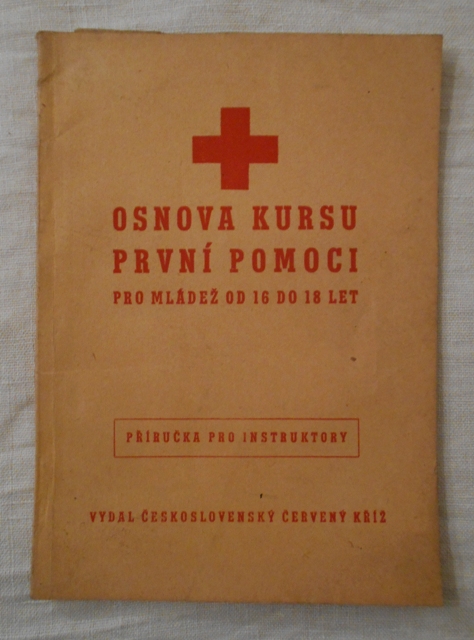 OSNOVA KURSU
PRVNÍ POMOCI
PRO MLÁDEŽ OD 16 DO 18 LET
PŘÍRUČKA PRO INSTRUKTORY
VYDAL ČESKOSLOVENSKÝ ČERVENÝ KŘÍŽ